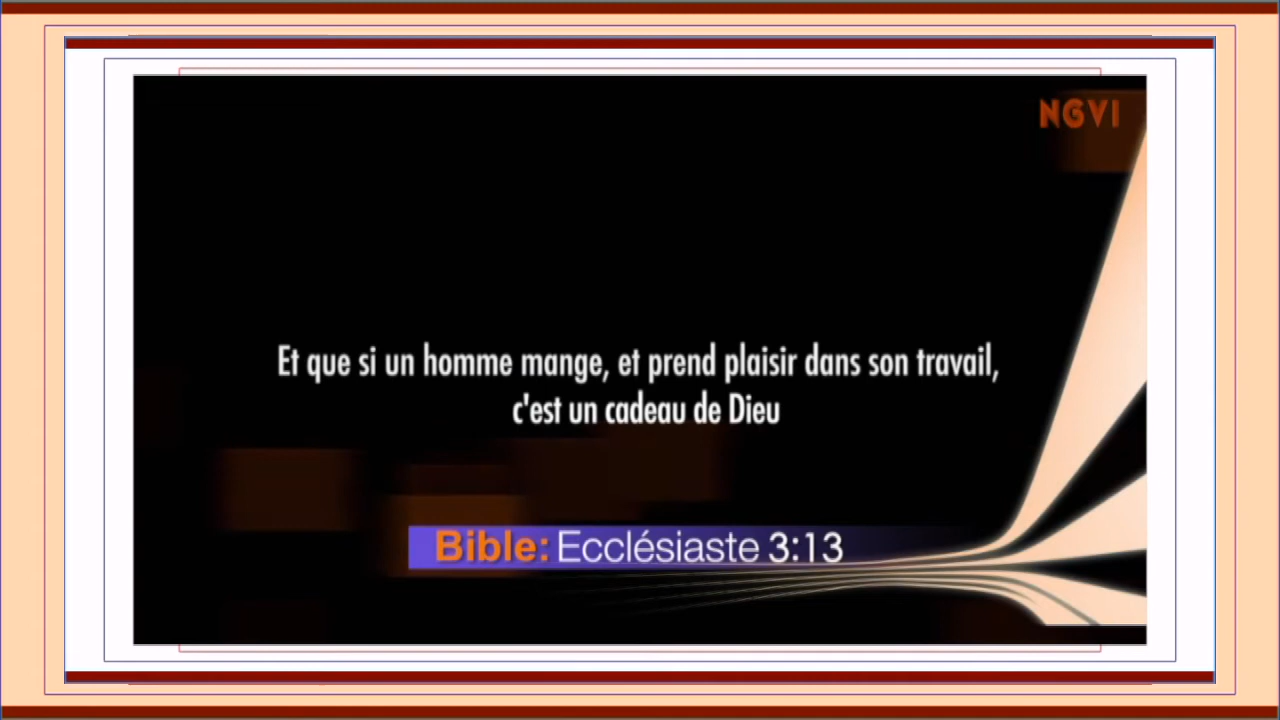 NGVI
Et que si un homme mange, et prend plaisir dans son travail,
c'est un cadeau de Dieu
Bible: Ecclésiaste 3:13